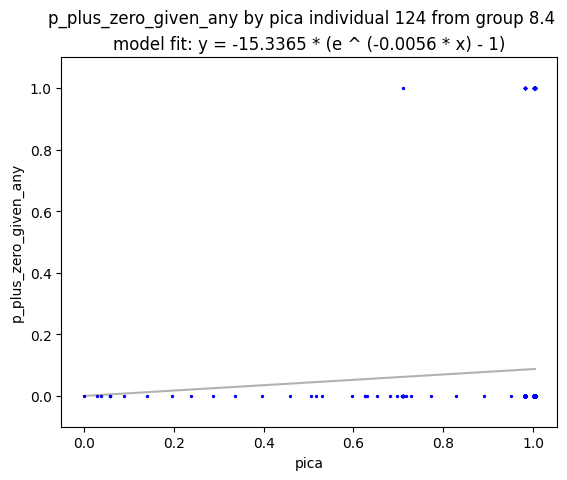 p_plus_zero_given_any by pica individual 124 from group 8.4
model fit: y = -15.3365 * (e ^ (-0.0056 * x) - 1)
p_plus_zero_given_any
1.0
0.8
0.6
0.4
0.2
0.0
0.0 0.2 0.4 0.6 0.8 1.0
pica